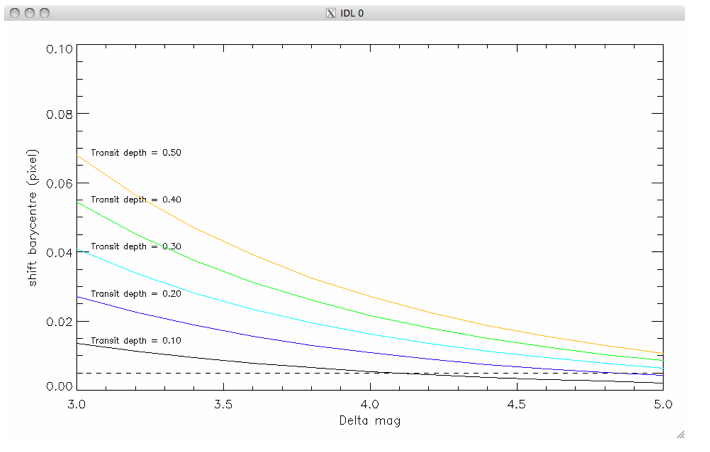 IDL 0
0.10
0.08
0.06
0.04
0.02
0.00
shift barycentre (pixel)
Transit depth = 0.50
Transit depth = 0.40
Transit depth = 0.30
Transit depth = 0.20
Transit depth = 0.10
3.0 3.5 4.0 4.5 5.0
Delta mag